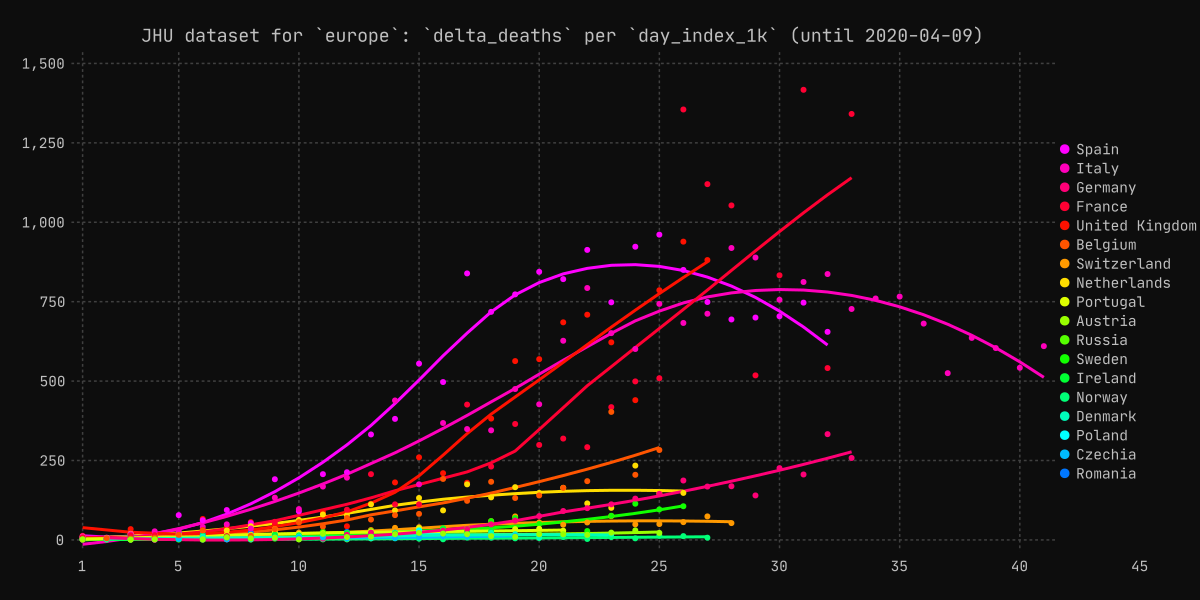 JHU dataset for `europe`: `delta_deaths` per `day_index_1k` (until 2020-04-09)
1,500
1,250
1,000
750
500
250
0
1 5 10 15 20 25 30 35 40 45
Spain
Italy
Germany
France
United Kingdom
Belgium
Switzerland
Netherlands
Portugal
Austria
Russia
Sweden
Ireland
Norway
Denmark
Poland
Czechia
Romania